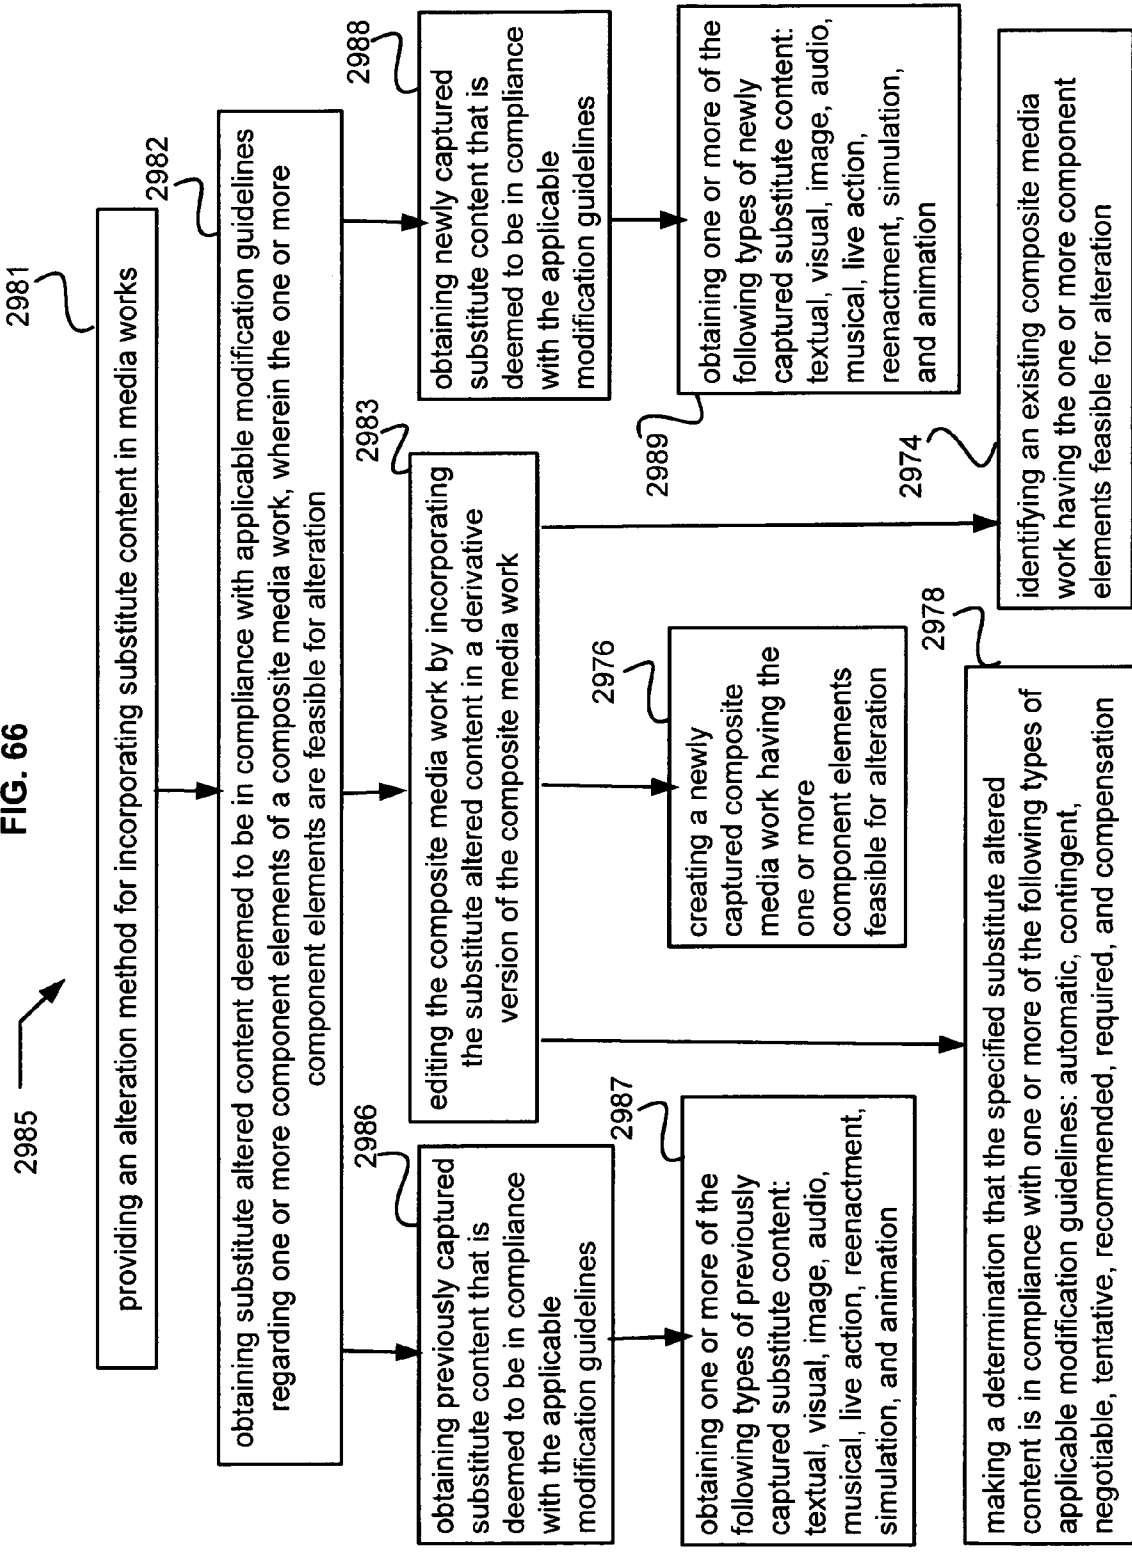 FIG. 66
2985
2981
providing an alteration method for incorporating substitute content in media works
2982
obtaining substitute altered content deemed to be in compliance with applicable modification guidelines
regarding one or more component elements of a composite media work, wherein the one or more
component elements are feasible for alteration
2986
obtaining previously captured
substitute content that is
deemed to be in compliance
with the applicable
modification guidelines
2983
editing the composite media work by incorporating
the substitute altered content in a derivative
version of the composite media work
2988
obtaining newly captured
substitute content that is
deemed to be in compliance
with the applicable
modification guidelines
2987
obtaining one or more of the
following types of previously
captured substitute content:
textual, visual, image, audio,
musical, live action, reenactment,
simulation, and animation
2976
creating a newly
captured composite
media work having the
one or more
component elements
feasible for alteration
2989
obtaining one or more of the
following types of newly
captured substitute content:
textual, visual, image, audio,
musical, live action,
reenactment, simulation,
and animation
2978
making a determination that the specified substitute altered
content is in compliance with one or more of the following types of
applicable modification guidelines: automatic, contingent,
negotiable, tentative, recommended, required, and compensation
2974
identifying an existing composite media
work having the one or more component
elements feasible for alteration